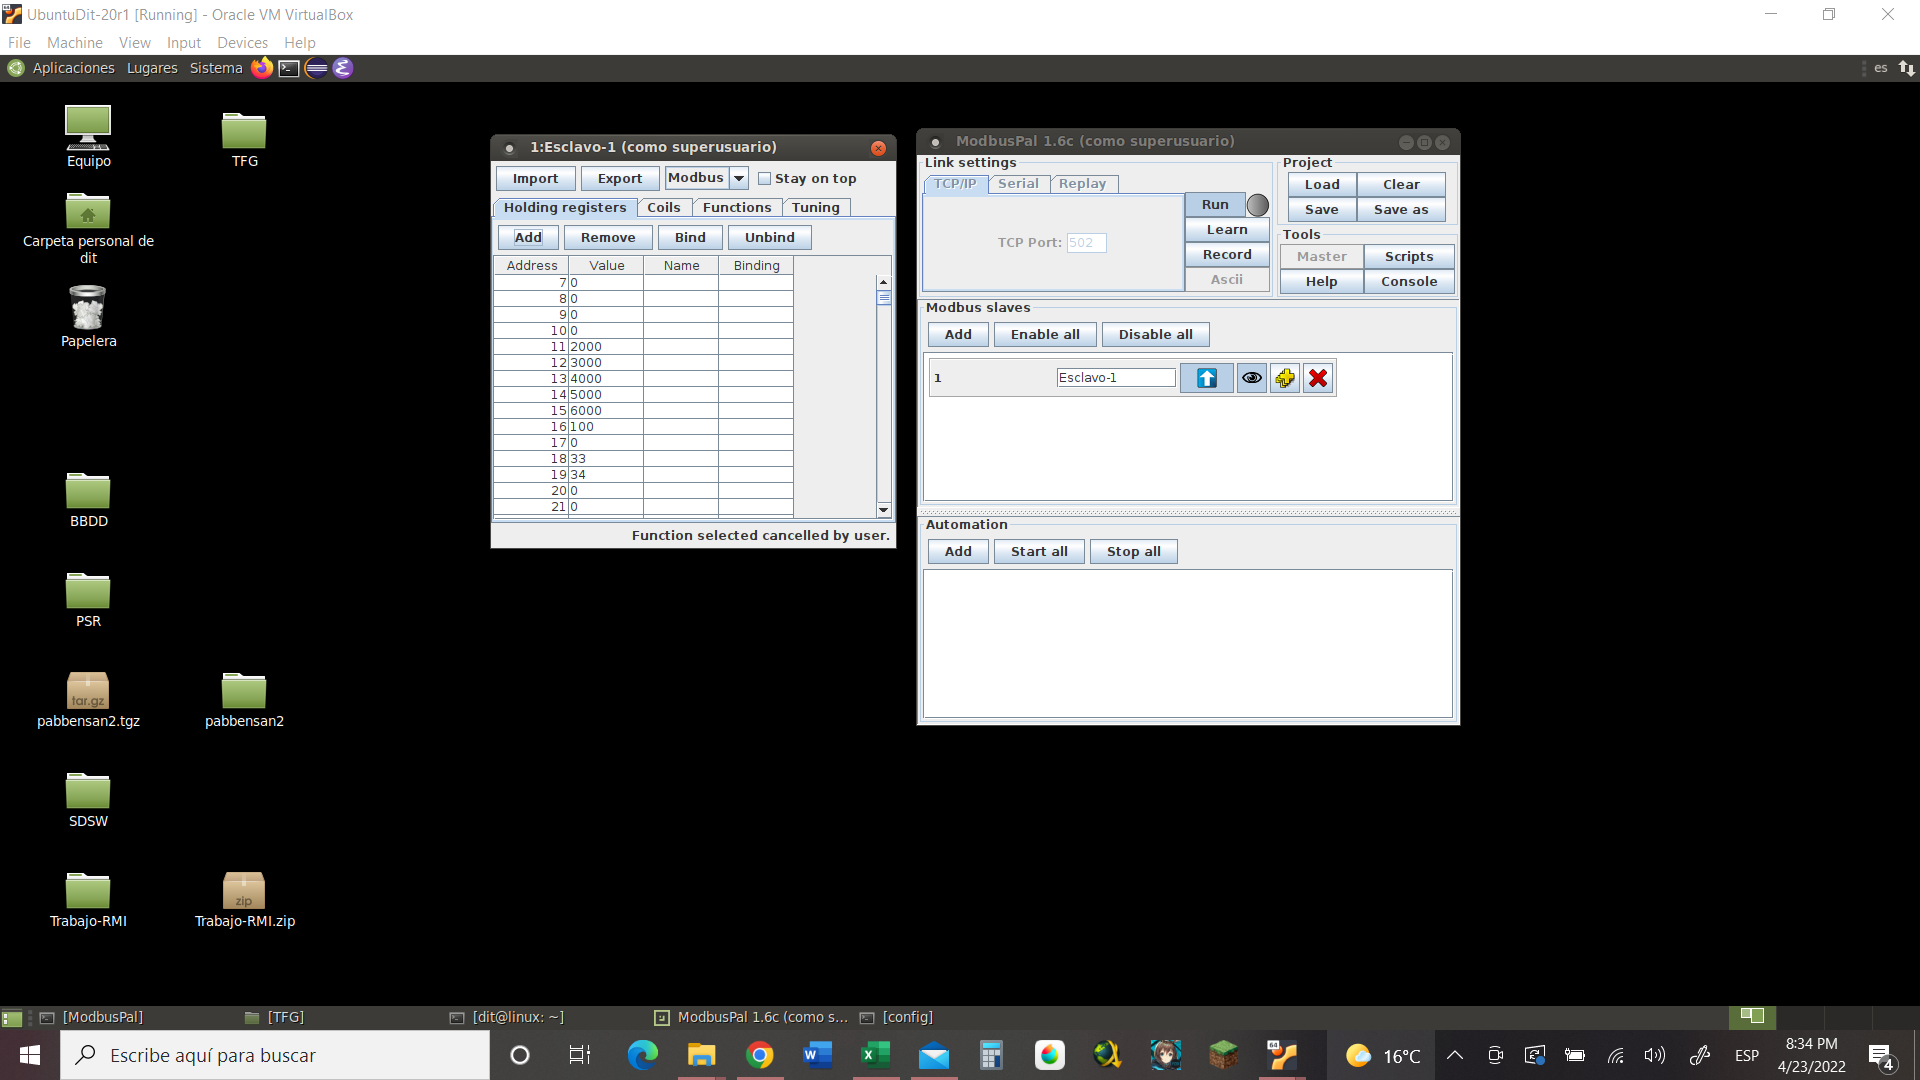 UbuntuDit-20r1 [Running] - Oracle VM VirtualBox
File Machine View Input Devices Help
Aplicaciones Lugares Sistema
es
Equipo
TFG
Carpeta personal de
dit
Papelera
BBDD
PSR
tar.gz
pabbensan2.tgz
pabbensan2
SDSW
Trabajo-RMI
zip
Trabajo-RMI.zip
1:Esclavo-1 (como superusuario)
Import Export Modbus Stay on top
Holding registers Coils Functions Tuning
Add Remove Bind Unbind
Address Value Name Binding
7 0
8 0
9 0
10 0
11 2000
12 3000
13 4000
14 5000
15 6000
16 100
17 0
18 33
19 34
20 0
21 0
Function selected cancelled by user.
ModbusPal 1.6c (como superusuario)
Link settings
TCP/IP Serial Replay
TCP Port: 502
Run
Learn
Record
Ascii
Project
Load Clear
Save Save as
Tools
Master Scripts
Help Console
Modbus slaves
Add Enable all Disable all
1 Esclavo-1
Automation
Add Start all Stop all
[ModbusPal] [TFG] [dit@linux: ~] ModbusPal 1.6c (como s... [config]
Escribe aquí para buscar
64
16°C
ESP
8:34 PM
4/23/2022
4